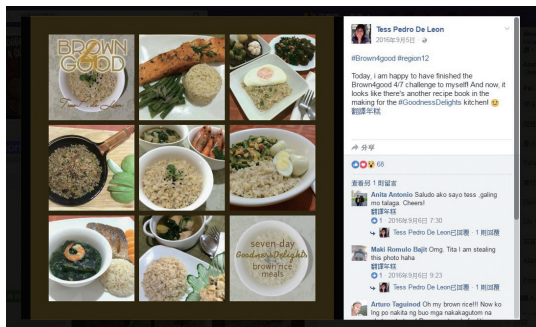 BROWN
4
GOOD
seven-day
GoodnessDelights
brown rice
meals
Tess Pedro De Leon
2016年9月5日
#Brown4good #region12
Today, i am happy to have finished the
Brown4good 4/7 challenge to myself! And now, it
looks like there's another recipe book in the
making for the #GoodnessDelights kitchen!
翻譯年糕
分享
68
查看另 1 則留言
Anita Antonio Saludo ako sayo tess ,galing
mo talaga. Cheers!
翻譯年糕
1 · 2016年9月6日 7:30
Tess Pedro De Leon已回覆 · 1 則回覆
Maki Romulo Bajit Omg. Tita I am stealing
this photo haha
翻譯年糕
1 · 2016年9月6日 9:23
Tess Pedro De Leon已回覆 · 1 則回覆
Arturo Taguinod Oh my brown rice!!! Now ko
lng po nakita ng buo mga nakakagutom na